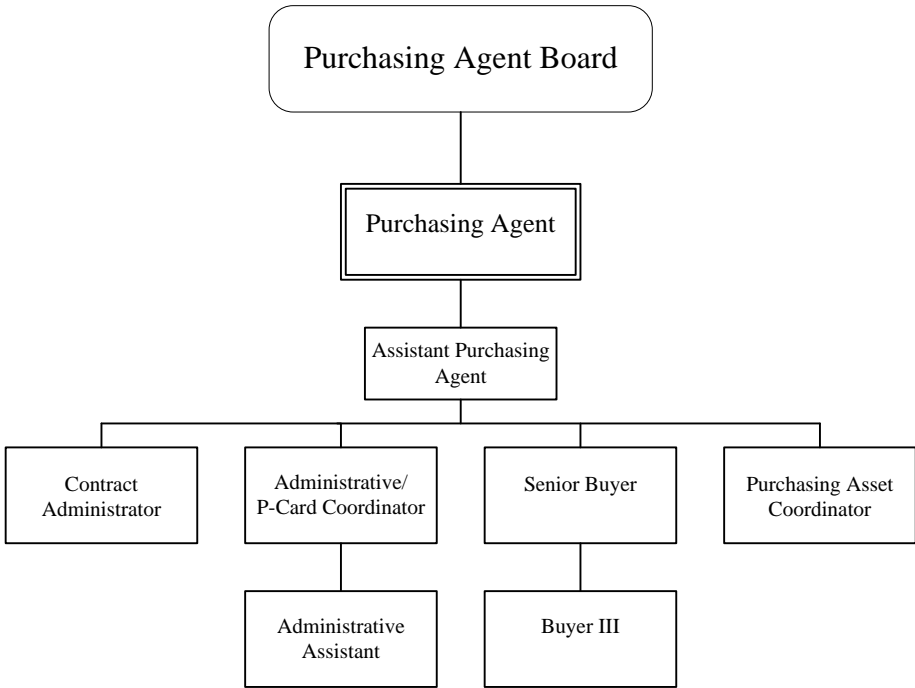 Purchasing Agent Board
Purchasing Agent
Assistant Purchasing
Agent
Contract
Administrator
Administrative/
P-Card Coordinator
Senior Buyer
Purchasing Asset
Coordinator
Administrative
Assistant
Buyer III